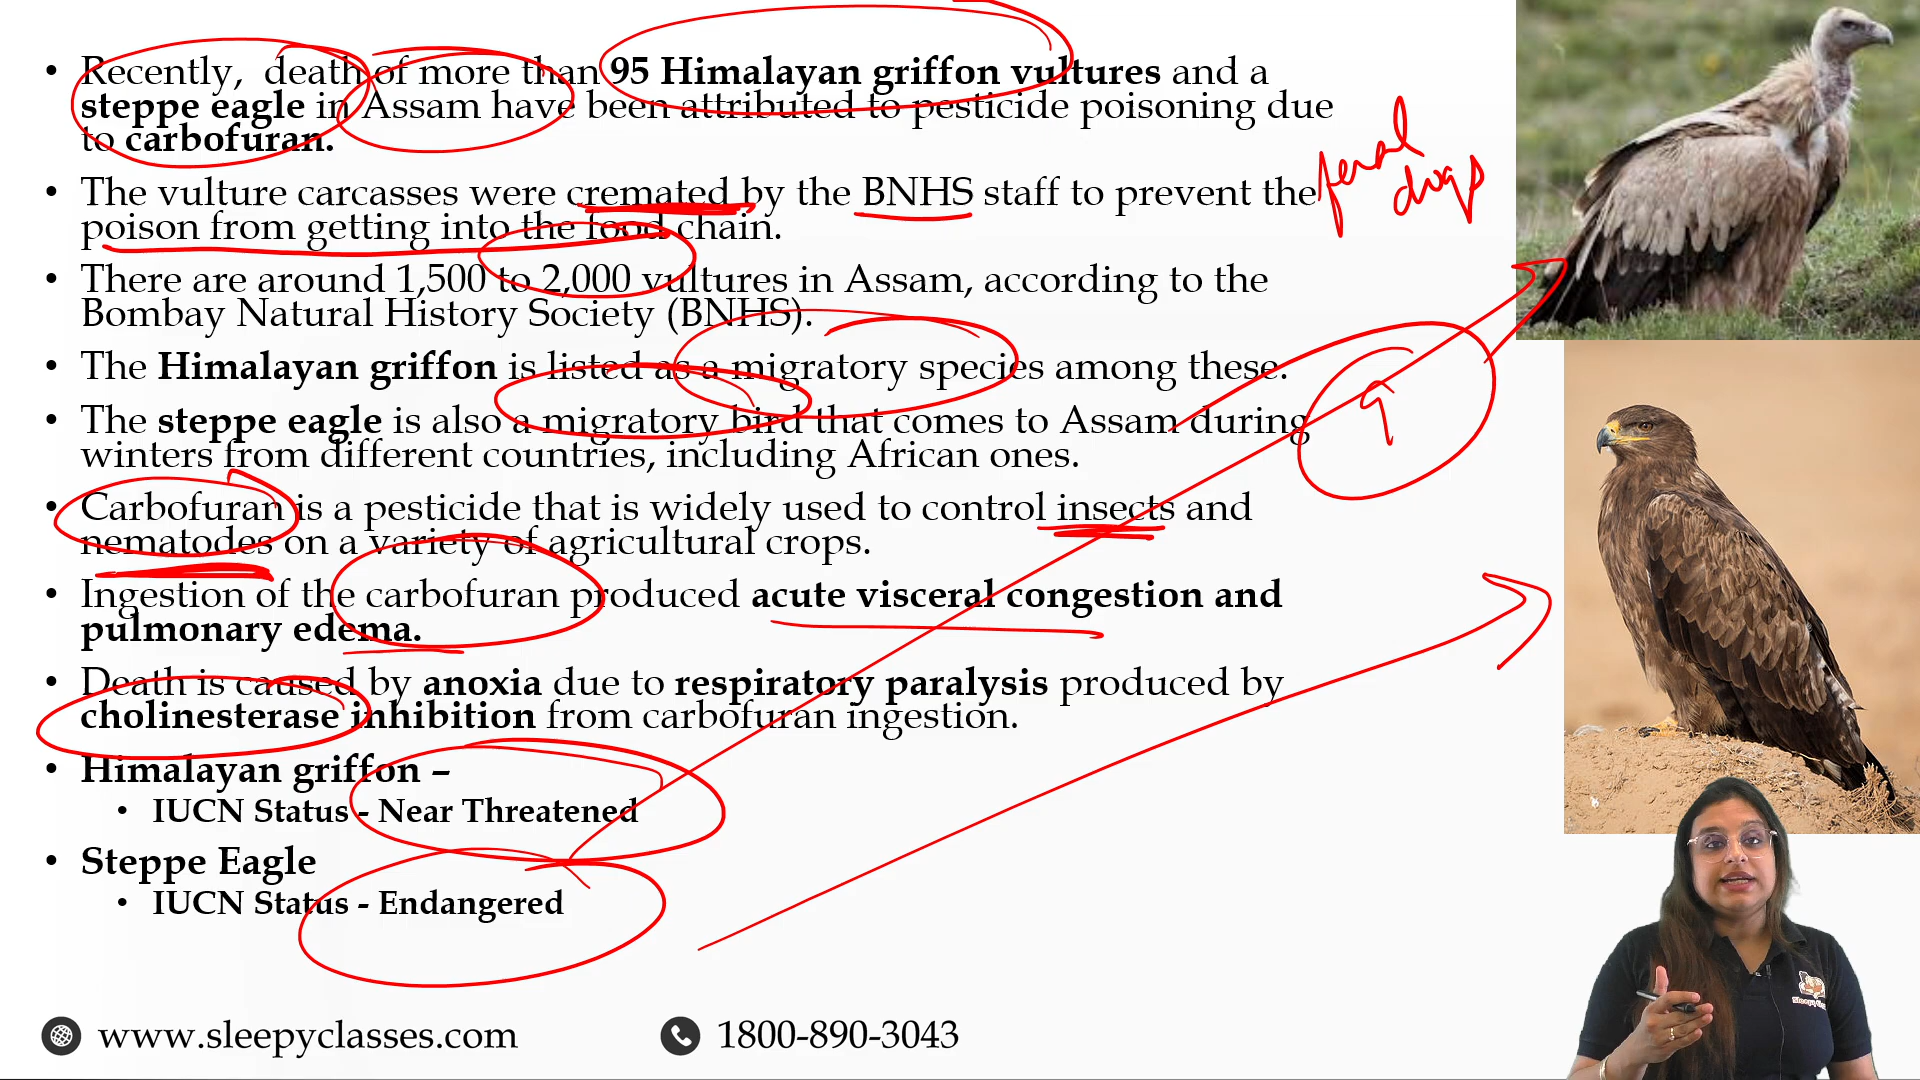 • Recently, death of more than 95 Himalayan griffon vultures and a
steppe eagle in Assam have been attributed to pesticide poisoning due
to carbofuran.
• The vulture carcasses were cremated by the BNHS staff to prevent the
poison from getting into the food chain.
feral
dogs
• There are around 1,500 to 2,000 vultures in Assam, according to the
Bombay Natural History Society (BNHS).
• The Himalayan griffon is listed as a migratory species among these.
• The steppe eagle is also a migratory bird that comes to Assam during
winters from different countries, including African ones.
9
• Carbofuran is a pesticide that is widely used to control insects and
nematodes on a variety of agricultural crops.
• Ingestion of the carbofuran produced acute visceral congestion and
pulmonary edema.
• Death is caused by anoxia due to respiratory paralysis produced by
cholinesterase inhibition from carbofuran ingestion.
• Himalayan griffon –
• IUCN Status - Near Threatened
• Steppe Eagle
• IUCN Status - Endangered
www.sleepyclasses.com
1800-890-3043